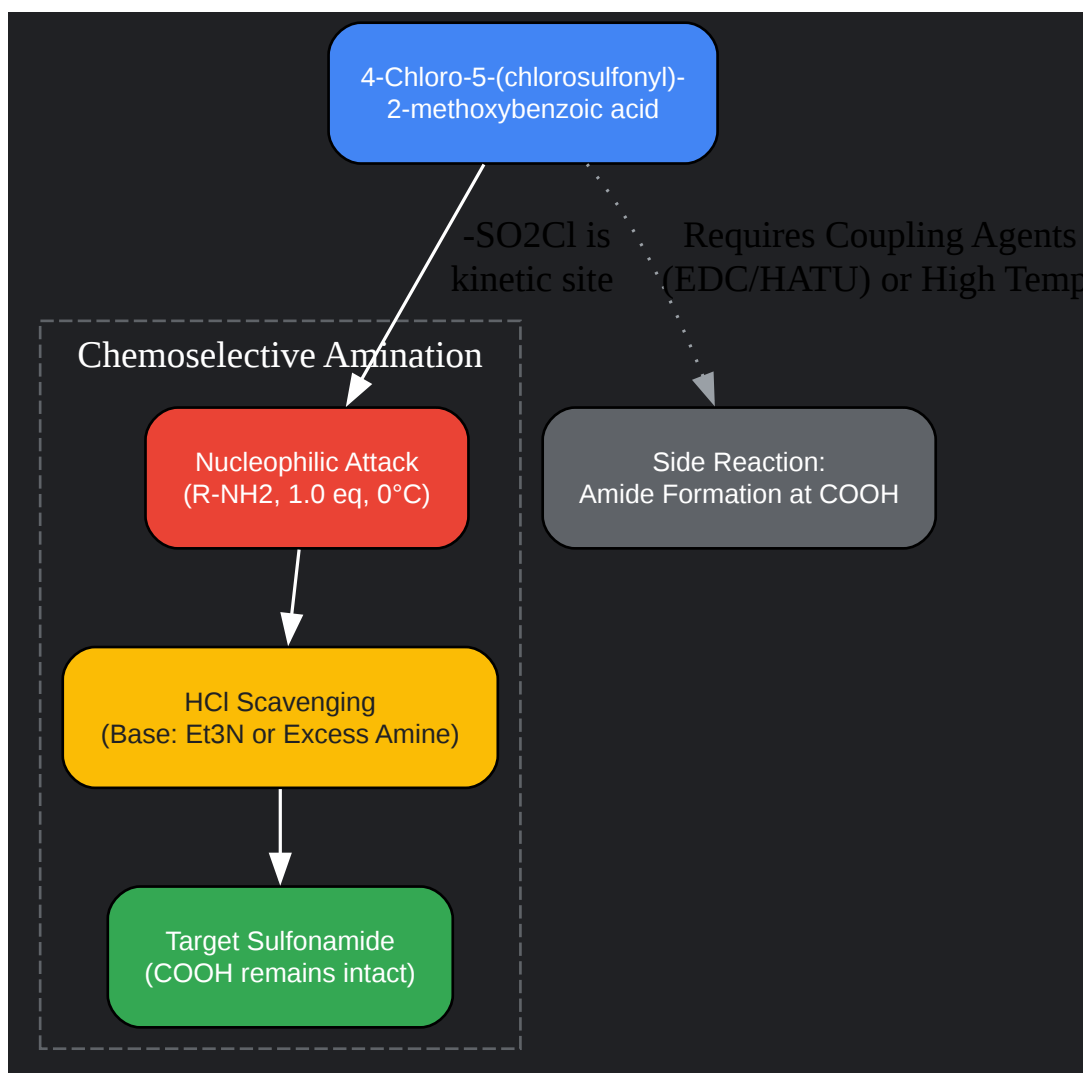 4-Chloro-5-(chlorosulfonyl)-
2-methoxybenzoic acid
-SO2Cl is
kinetic site
Requires Coupling Agents
(EDC/HATU) or High Temp
Chemoselective Amination
Nucleophilic Attack
(R-NH2, 1.0 eq, 0°C)
Side Reaction:
Amide Formation at COOH
HCl Scavenging
(Base: Et3N or Excess Amine)
Target Sulfonamide
(COOH remains intact)